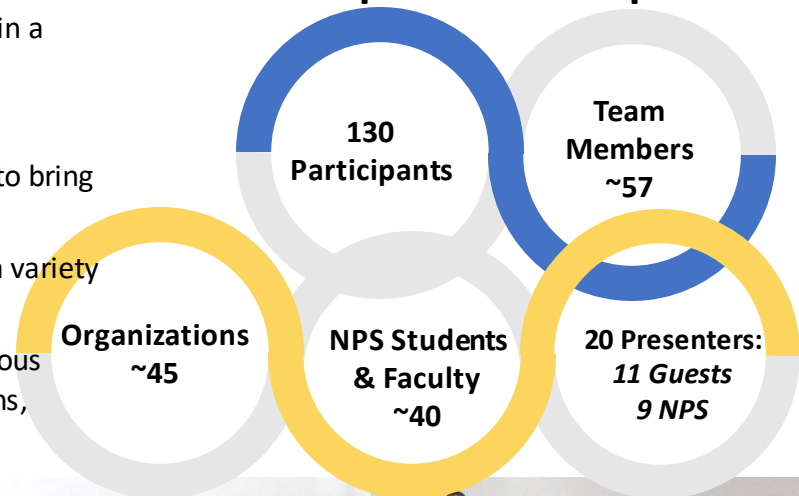 in a
to bring
variety
ous
ns,
130
Participants
Team
Members
~57
Organizations
~45
NPS Students
& Faculty
~40
20 Presenters:
11 Guests
9 NPS